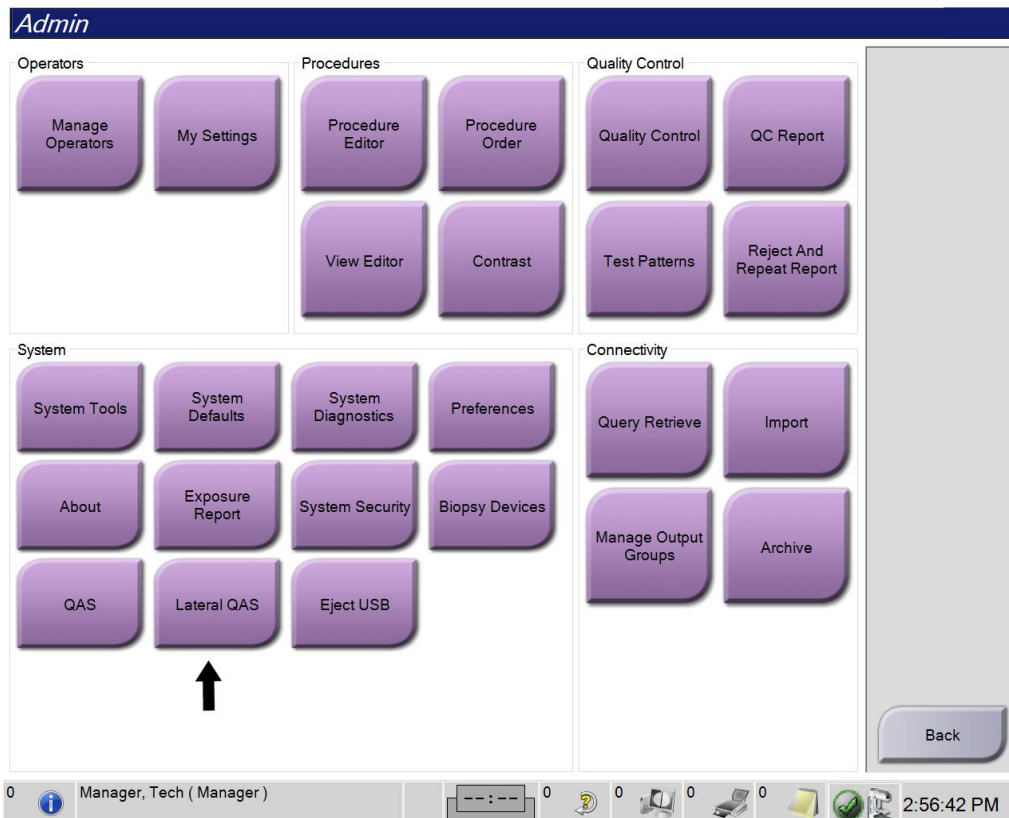 Admin
Operators
Manage
Operators
My Settings
Procedures
Procedure
Editor
Procedure
Order
View Editor
Contrast
Quality Control
Quality Control
QC Report
Test Patterns
Reject And
Repeat Report
System
System Tools
System
Defaults
System
Diagnostics
Preferences
About
Exposure
Report
System Security
Biopsy Devices
QAS
Lateral QAS
Eject USB
Connectivity
Query Retrieve
Import
Manage Output
Groups
Archive
Back
0
Manager, Tech ( Manager )
--:--
0
0
0
0
2:56:42 PM